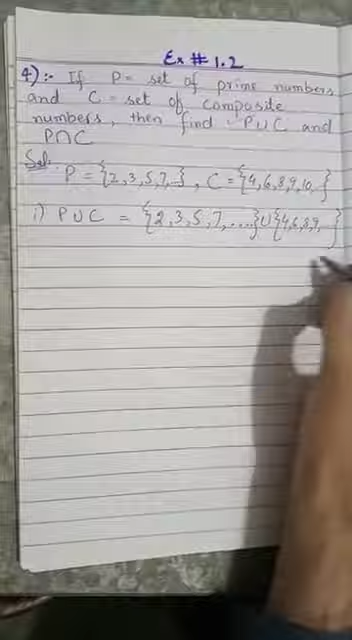 Ex # 1.2
4):- If P = set of prime numbers
and C = set of composite
numbers, then find PUC and
P∩C
Sol:
P = {2,3,5,7,..} , C = {4,6,8,9,10,..}
i) P U C = {2,3,5,7,....} U {4,6,8,9,..}